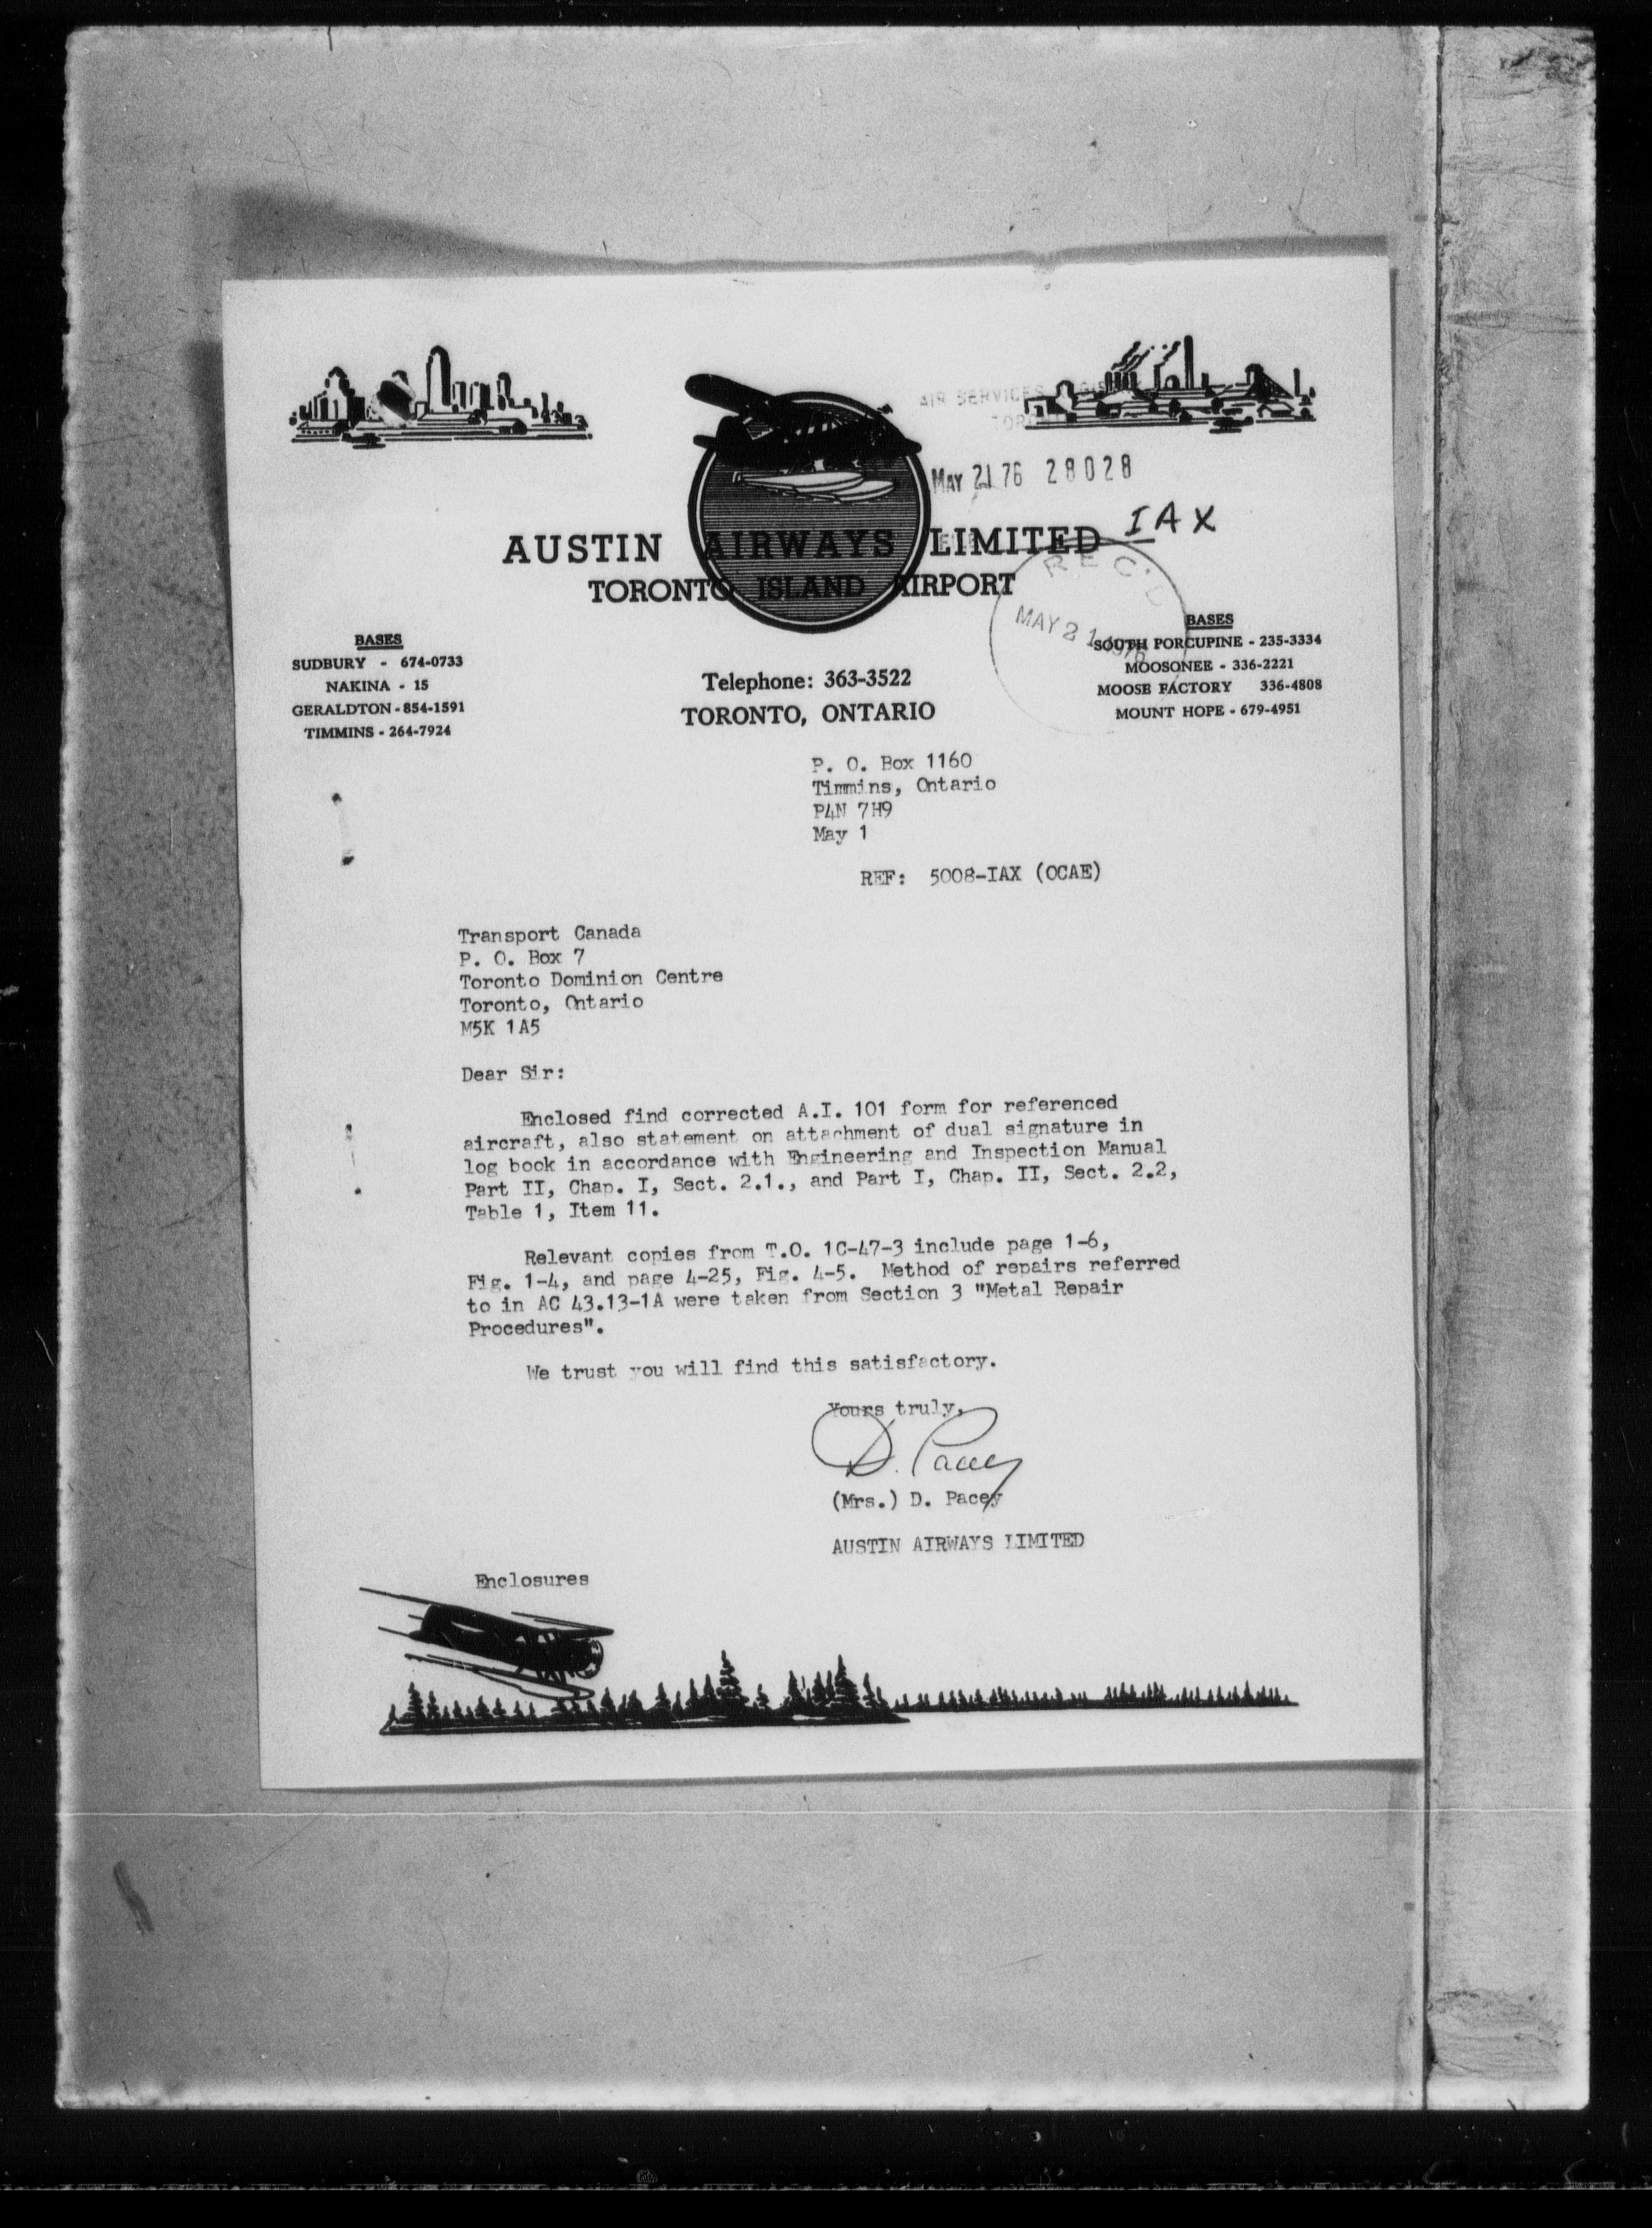 AIR SERVICES
May 21 76 28028
IAX
AUSTIN AIRWAYS LIMITED
TORONTO ISLAND AIRPORT
REC'D
MAY 21 1976
BASES
SUDBURY - 674-0733
NAKINA - 15
GERALDTON - 854-1591
TIMMINS - 264-7924
Telephone: 363-3522
TORONTO, ONTARIO
BASES
SOUTH PORCUPINE - 235-3334
MOOSONEE - 336-2221
MOOSE FACTORY 336-4808
MOUNT HOPE - 679-4951
P. O. Box 1160
Timmins, Ontario
P4N 7H9
May 1
REF: 5008-IAX (OCAE)
Transport Canada
P. O. Box 7
Toronto Dominion Centre
Toronto, Ontario
M5K 1A5
Dear Sir:
Enclosed find corrected A.I. 101 form for referenced
aircraft, also statement on attachment of dual signature in
log book in accordance with Engineering and Inspection Manual
Part II, Chap. I, Sect. 2.1., and Part I, Chap. II, Sect. 2.2,
Table 1, Item 11.
Relevant copies from T.O. 1C-47-3 include page 1-6,
Fig. 1-4, and page 4-25, Fig. 4-5. Method of repairs referred
to in AC 43.13-1A were taken from Section 3 "Metal Repair
Procedures".
We trust you will find this satisfactory.
Yours truly,
D. Pacey
(Mrs.) D. Pacey
AUSTIN AIRWAYS LIMITED
Enclosures